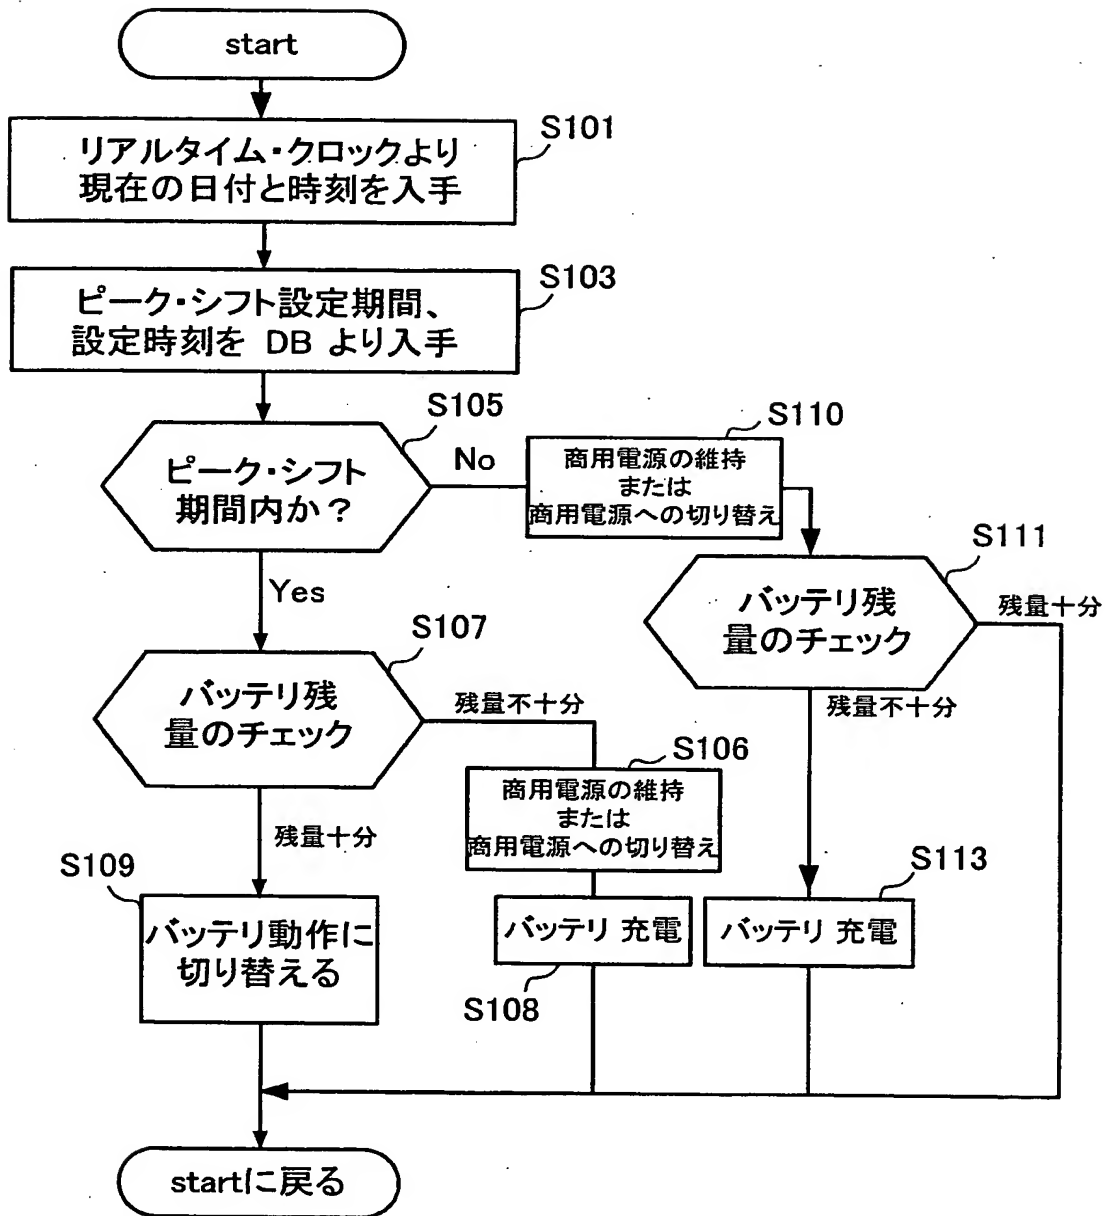 start
S101
リアルタイム・クロックより
現在の日付と時刻を入手
S103
ピーク・シフト設定期間、
設定時刻を DB より入手
S105
ピーク・シフト
期間内か?
No
S110
商用電源の維持
または
商用電源への切り替え
Yes
S111
バッテリ残
量のチェック
残量十分
残量不十分
S107
バッテリ残
量のチェック
残量不十分
残量十分
S106
商用電源の維持
または
商用電源への切り替え
S109
バッテリ動作に
切り替える
バッテリ 充電
S108
S113
バッテリ 充電
startに戻る